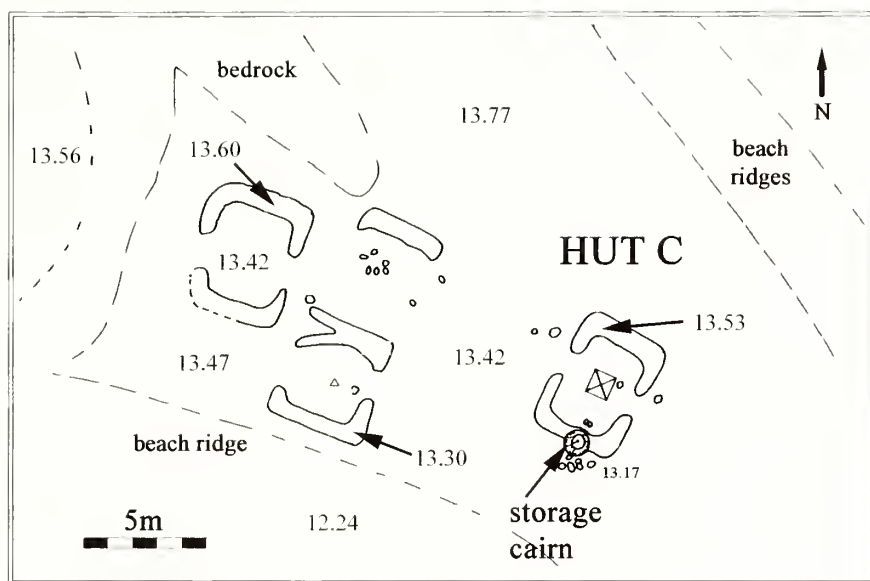 bedrock
N
13.77
13.56
13.60
beach
ridges
HUT C
13.42
13.53
13.47
13.42
beach ridge
13.30
13.17
storage
cairn
5m
12.24